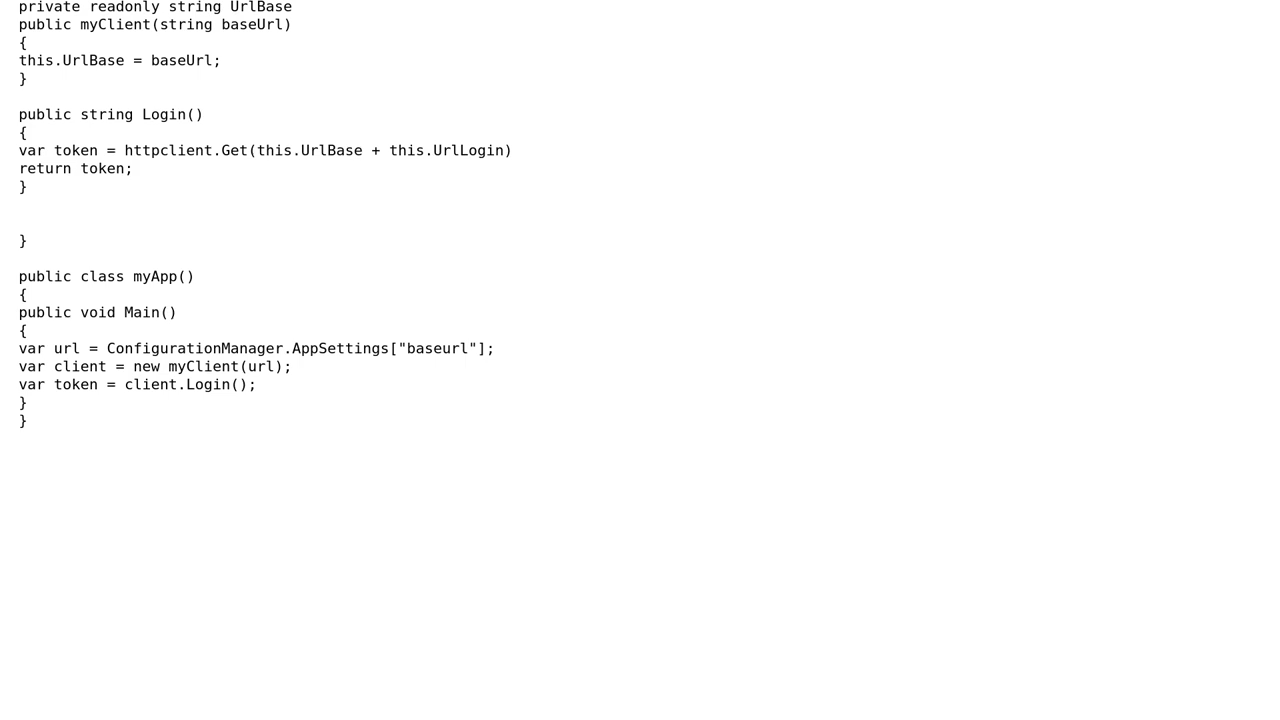 private readonly string UrlBase
public myClient(string baseUrl)
{
this.UrlBase = baseUrl;
}

public string Login()
{
var token = httpclient.Get(this.UrlBase + this.UrlLogin)
return token;
}


}

public class myApp()
{
public void Main()
{
var url = ConfigurationManager.AppSettings["baseurl"];
var client = new myClient(url);
var token = client.Login();
}
}